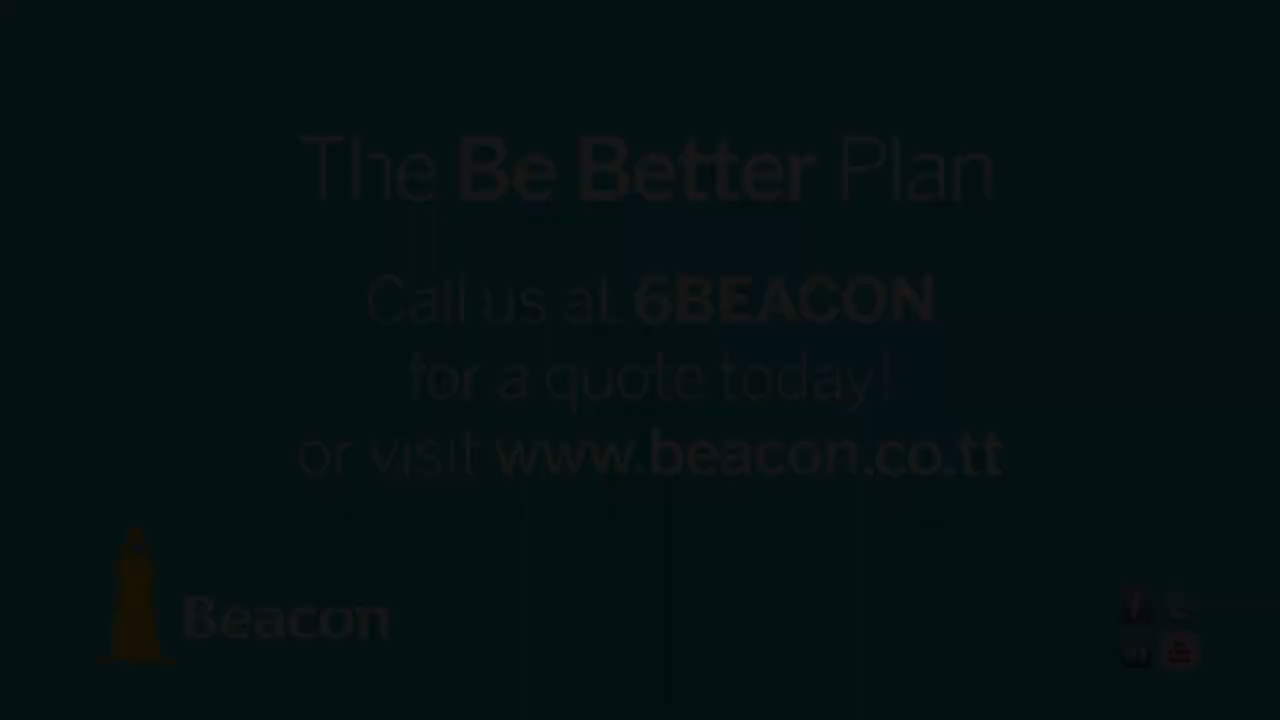 The Be Better Plan
Call us at 6BEACON
for a quote today!
or visit www.beacon.co.tt
Beacon